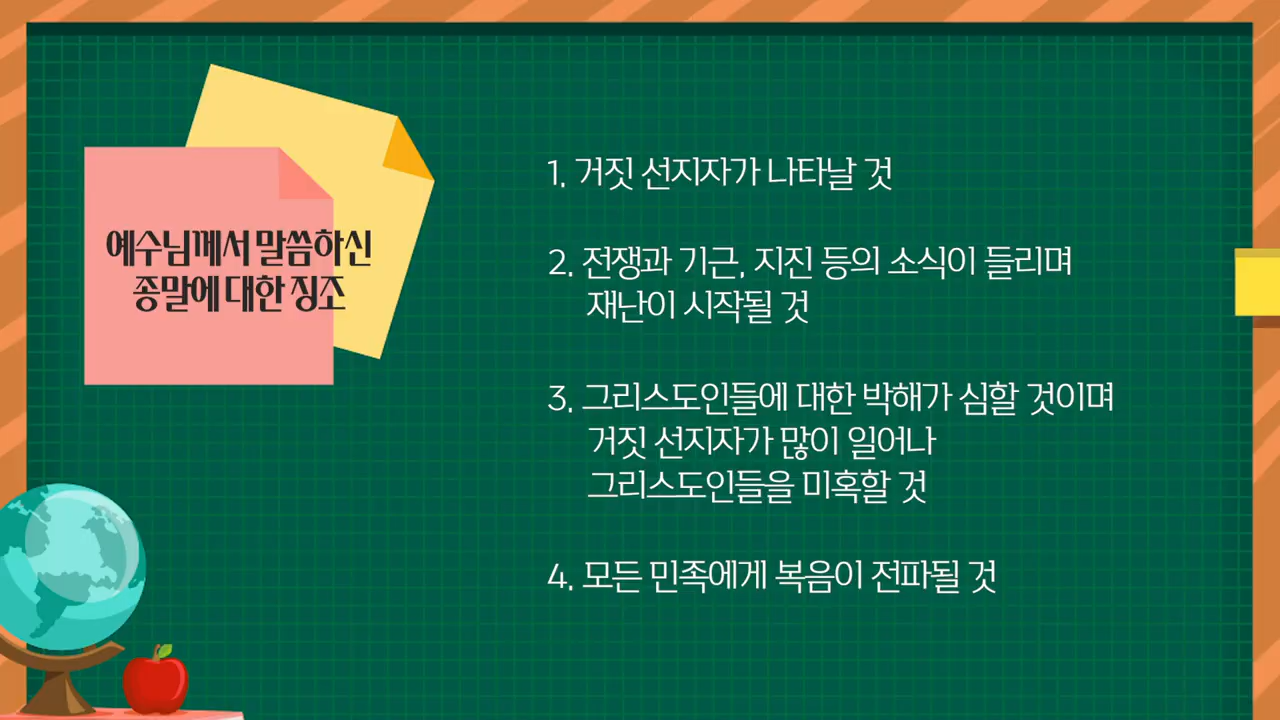 예수님께서 말씀하신
종말에 대한 징조
1. 거짓 선지자가 나타날 것
2. 전쟁과 기근, 지진 등의 소식이 들리며
재난이 시작될 것
3. 그리스도인들에 대한 박해가 심할 것이며
거짓 선지자가 많이 일어나
그리스도인들을 미혹할 것
4. 모든 민족에게 복음이 전파될 것